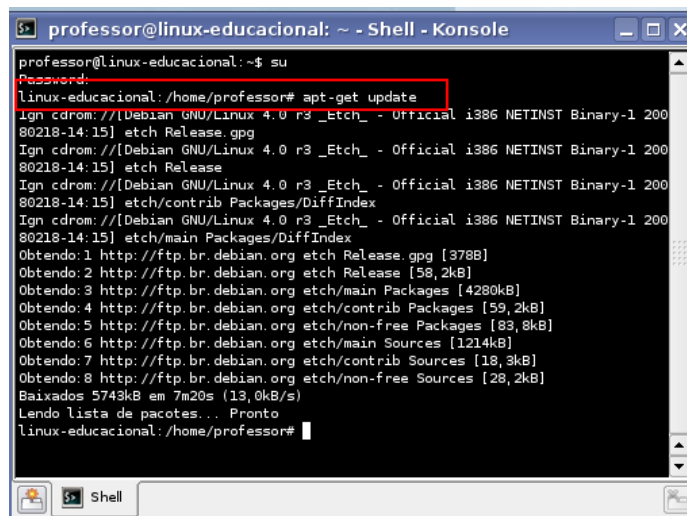 professor@linux-educacional: ~ - Shell - Konsole
professor@linux-educacional:~$ su
Password:
linux-educacional:/home/professor# apt-get update
Ign cdrom://[Debian GNU/Linux 4.0 r3 _Etch_ - Official i386 NETINST Binary-1 200
80218-14:15] etch Release.gpg
Ign cdrom://[Debian GNU/Linux 4.0 r3 _Etch_ - Official i386 NETINST Binary-1 200
80218-14:15] etch Release
Ign cdrom://[Debian GNU/Linux 4.0 r3 _Etch_ - Official i386 NETINST Binary-1 200
80218-14:15] etch/contrib Packages/DiffIndex
Ign cdrom://[Debian GNU/Linux 4.0 r3 _Etch_ - Official i386 NETINST Binary-1 200
80218-14:15] etch/main Packages/DiffIndex
Obtendo:1 http://ftp.br.debian.org etch Release.gpg [378B]
Obtendo:2 http://ftp.br.debian.org etch Release [58,2kB]
Obtendo:3 http://ftp.br.debian.org etch/main Packages [4280kB]
Obtendo:4 http://ftp.br.debian.org etch/contrib Packages [59,2kB]
Obtendo:5 http://ftp.br.debian.org etch/non-free Packages [83,8kB]
Obtendo:6 http://ftp.br.debian.org etch/main Sources [1214kB]
Obtendo:7 http://ftp.br.debian.org etch/contrib Sources [18,3kB]
Obtendo:8 http://ftp.br.debian.org etch/non-free Sources [28,2kB]
Baixados 5743kB em 7m20s (13,0kB/s)
Lendo lista de pacotes... Pronto
linux-educacional:/home/professor#
Shell